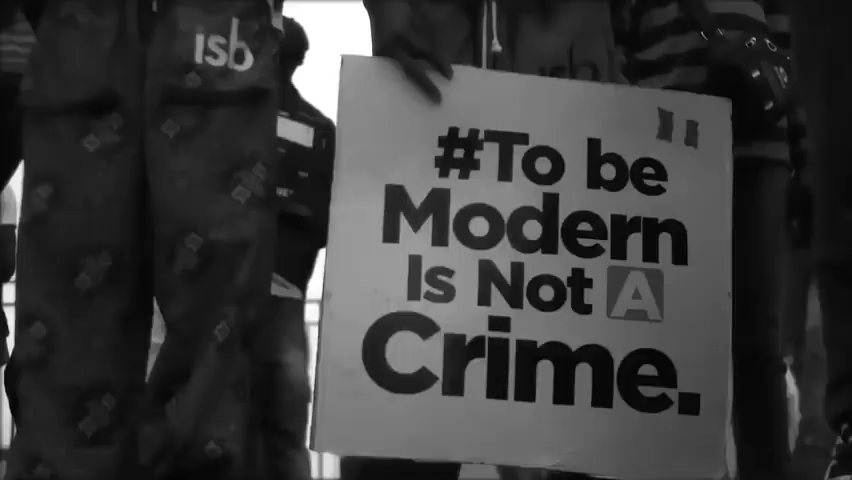 isb
#To be
Modern
Is Not A
Crime.